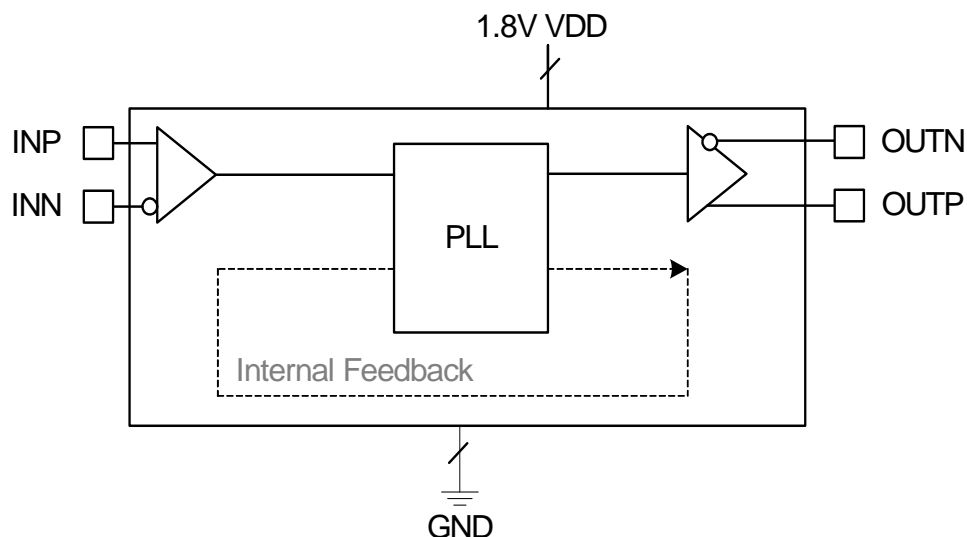 1.8V VDD
INP
INN
PLL
OUTN
OUTP
Internal Feedback
GND